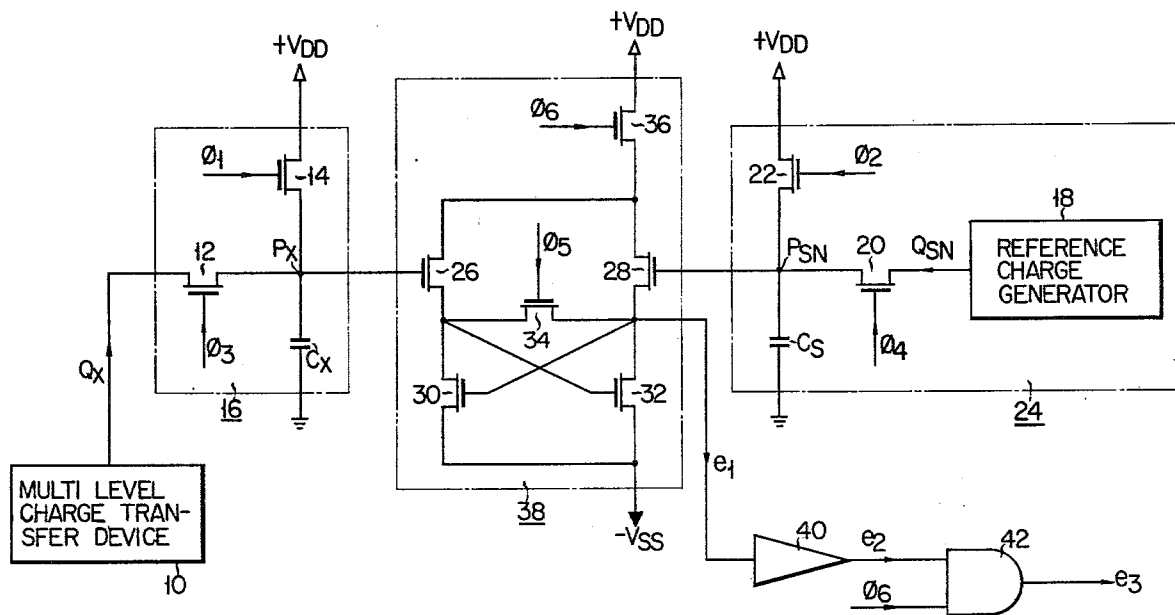 +VDD
+VDD
+VDD
Ø6
36
Ø1
14
22
Ø2
18
REFERENCE
CHARGE
GENERATOR
12
PX
26
Ø5
28
PSN
20
QSN
34
Ø3
CX
30
32
CS
Ø4
QX
16
24
e1
38
-VSS
MULTI LEVEL
CHARGE TRAN-
SFER DEVICE
10
40
e2
42
e3
Ø6